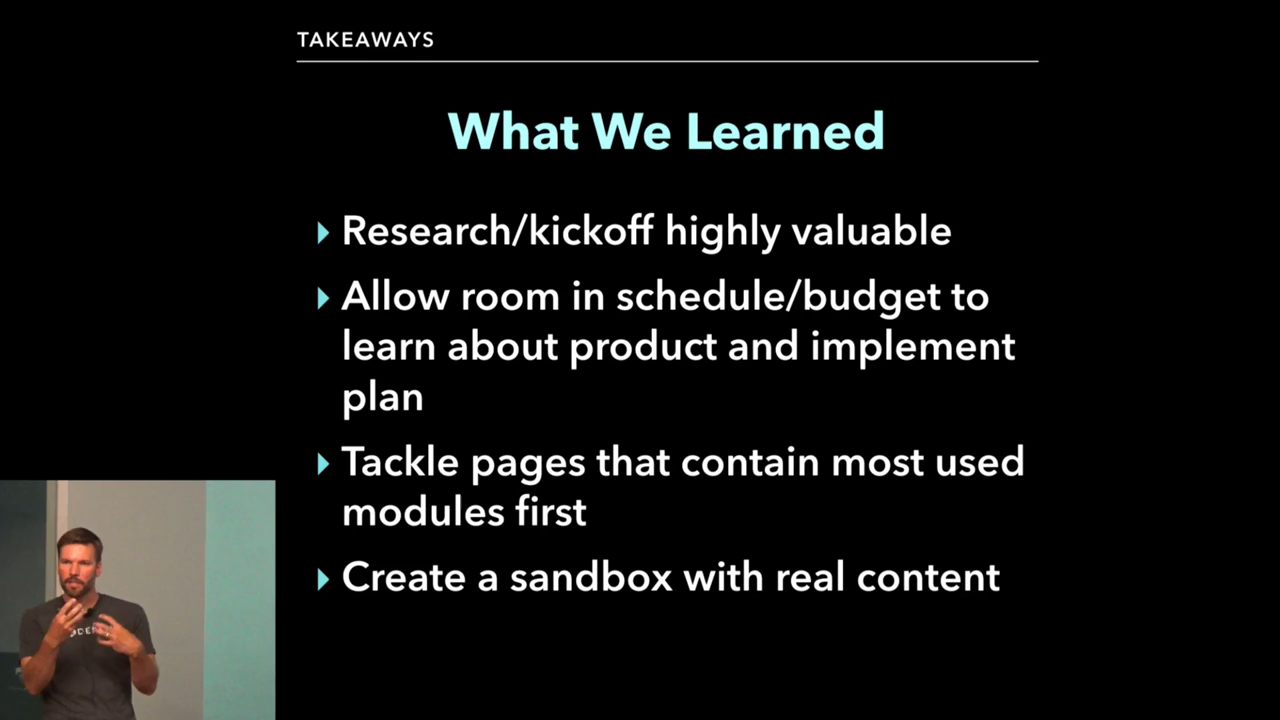 TAKEAWAYS
What We Learned
Research/kickoff highly valuable
Allow room in schedule/budget to
learn about product and implement
plan
Tackle pages that contain most used
modules first
Create a sandbox with real content